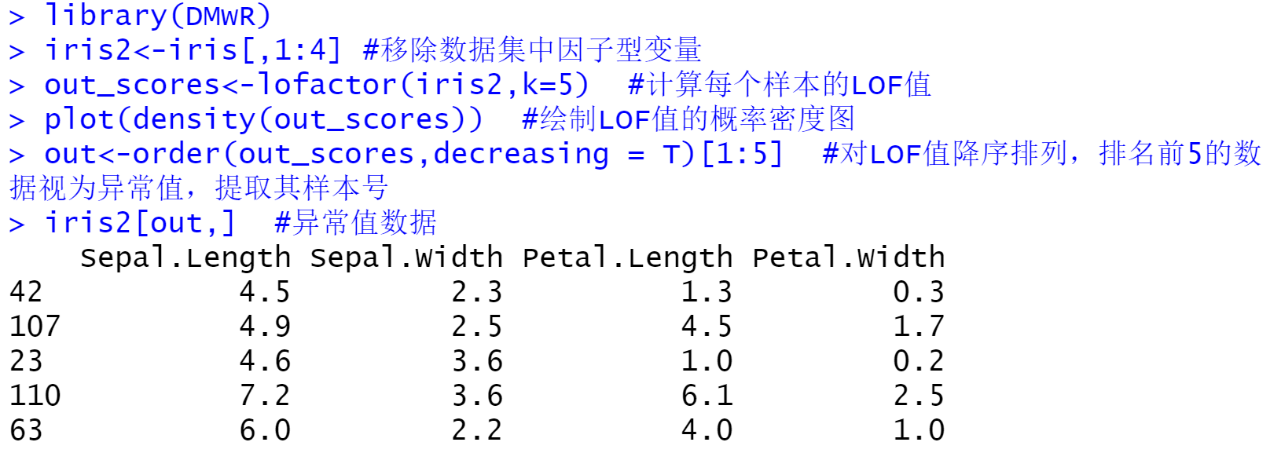 > library(DMwR)
> iris2<-iris[,1:4] #移除数据集中因子型变量
> out_scores<-lofactor(iris2,k=5)  #计算每个样本的LOF值
> plot(density(out_scores))  #绘制LOF值的概率密度图
> out<-order(out_scores,decreasing = T)[1:5]  #对LOF值降序排列，排名前5的数
据视为异常值，提取其样本号
> iris2[out,]  #异常值数据
    Sepal.Length Sepal.Width Petal.Length Petal.Width
42           4.5         2.3          1.3         0.3
107          4.9         2.5          4.5         1.7
23           4.6         3.6          1.0         0.2
110          7.2         3.6          6.1         2.5
63           6.0         2.2          4.0         1.0